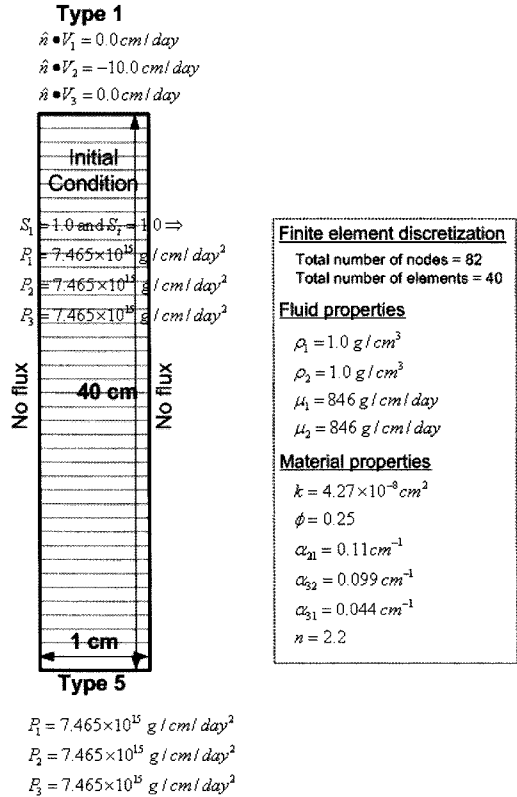 Type 1
n̂•V₁ = 0.0 cm/day
n̂•V₂ = −10.0 cm/day
n̂•V₃ = 0.0 cm/day
Initial
Condition
S₁ = 1.0 and Sₜ = 1.0 ⇒
P₁ = 7.465×10¹⁵ g/cm/day²
P₂ = 7.465×10¹⁵ g/cm/day²
P₃ = 7.465×10¹⁵ g/cm/day²
No flux
40 cm
No flux
1 cm
Type 5
P₁ = 7.465×10¹⁵ g/cm/day²
P₂ = 7.465×10¹⁵ g/cm/day²
P₃ = 7.465×10¹⁵ g/cm/day²
Finite element discretization
Total number of nodes = 82
Total number of elements = 40
Fluid properties
ρ₁ = 1.0 g/cm³
ρ₂ = 1.0 g/cm³
μ₁ = 846 g/cm/day
μ₂ = 846 g/cm/day
Material properties
k = 4.27×10⁻⁸ cm²
ϕ = 0.25
α₂₁ = 0.11 cm⁻¹
α₃₂ = 0.099 cm⁻¹
α₃₁ = 0.044 cm⁻¹
n = 2.2